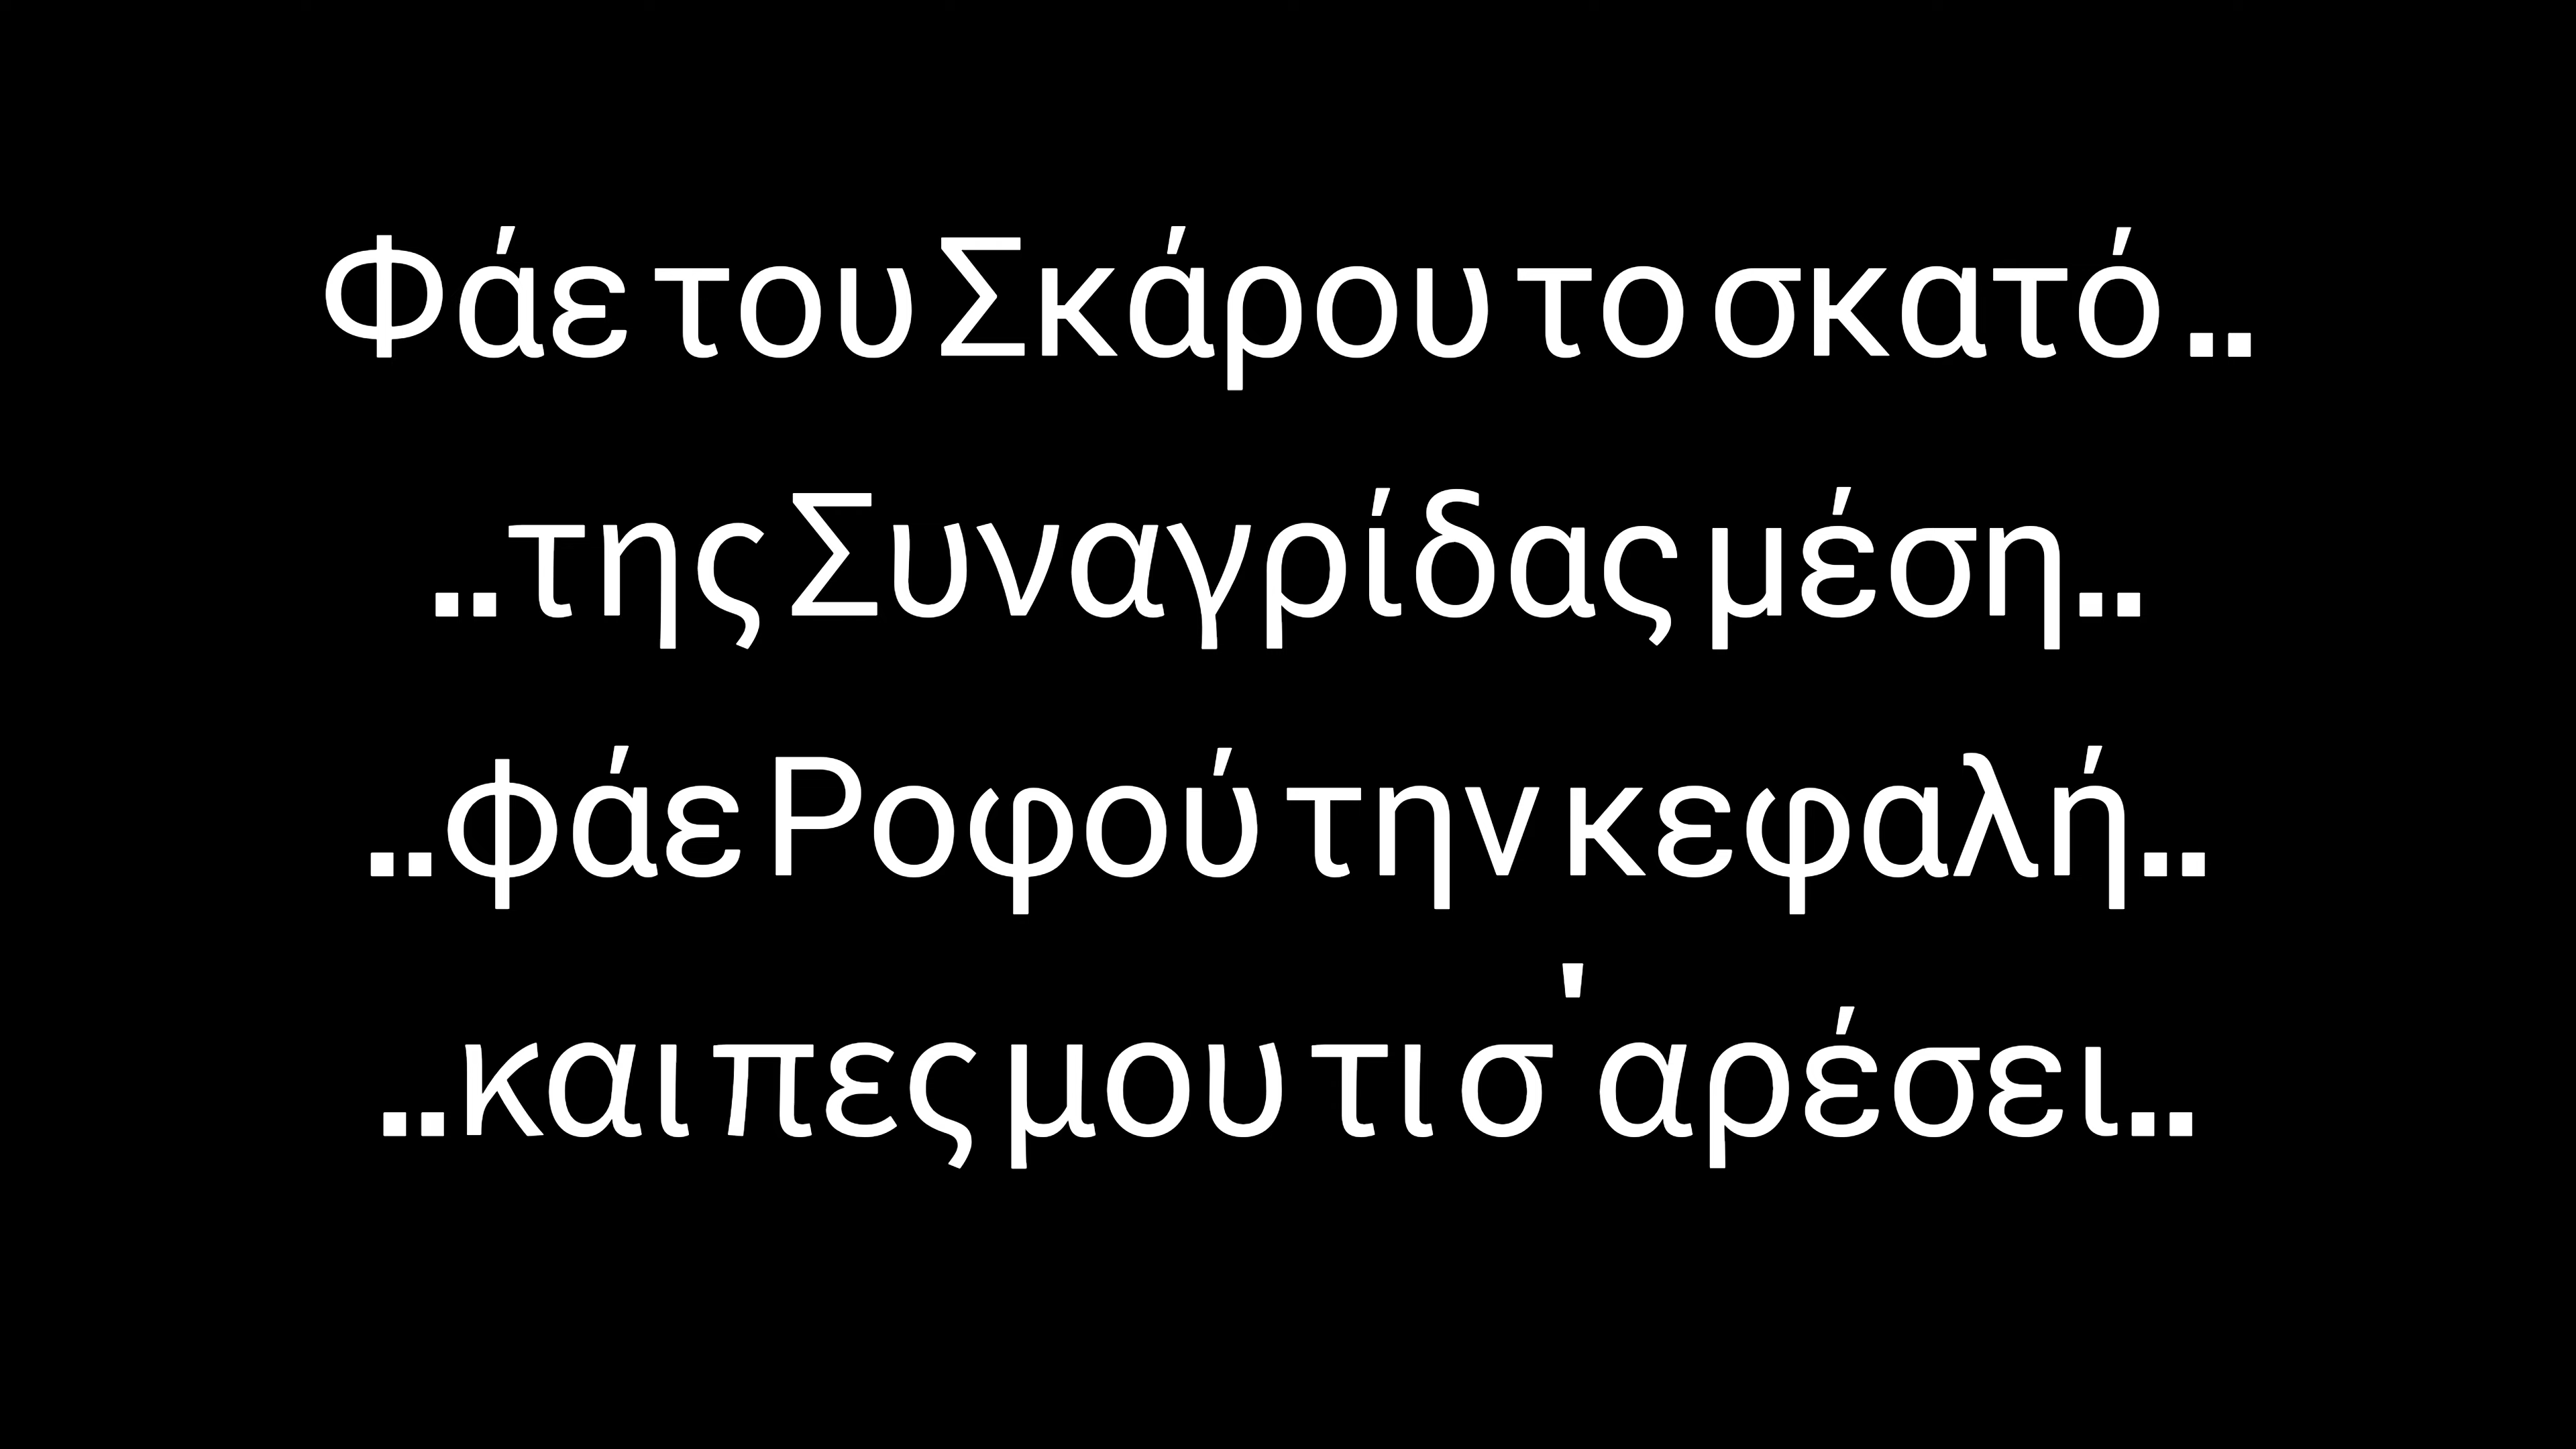 Φάε του Σκάρου το σκατό..
..της Συναγρίδας μέση..
..φάε Ροφού την κεφαλή..
..και πες μου τι σ'αρέσει..